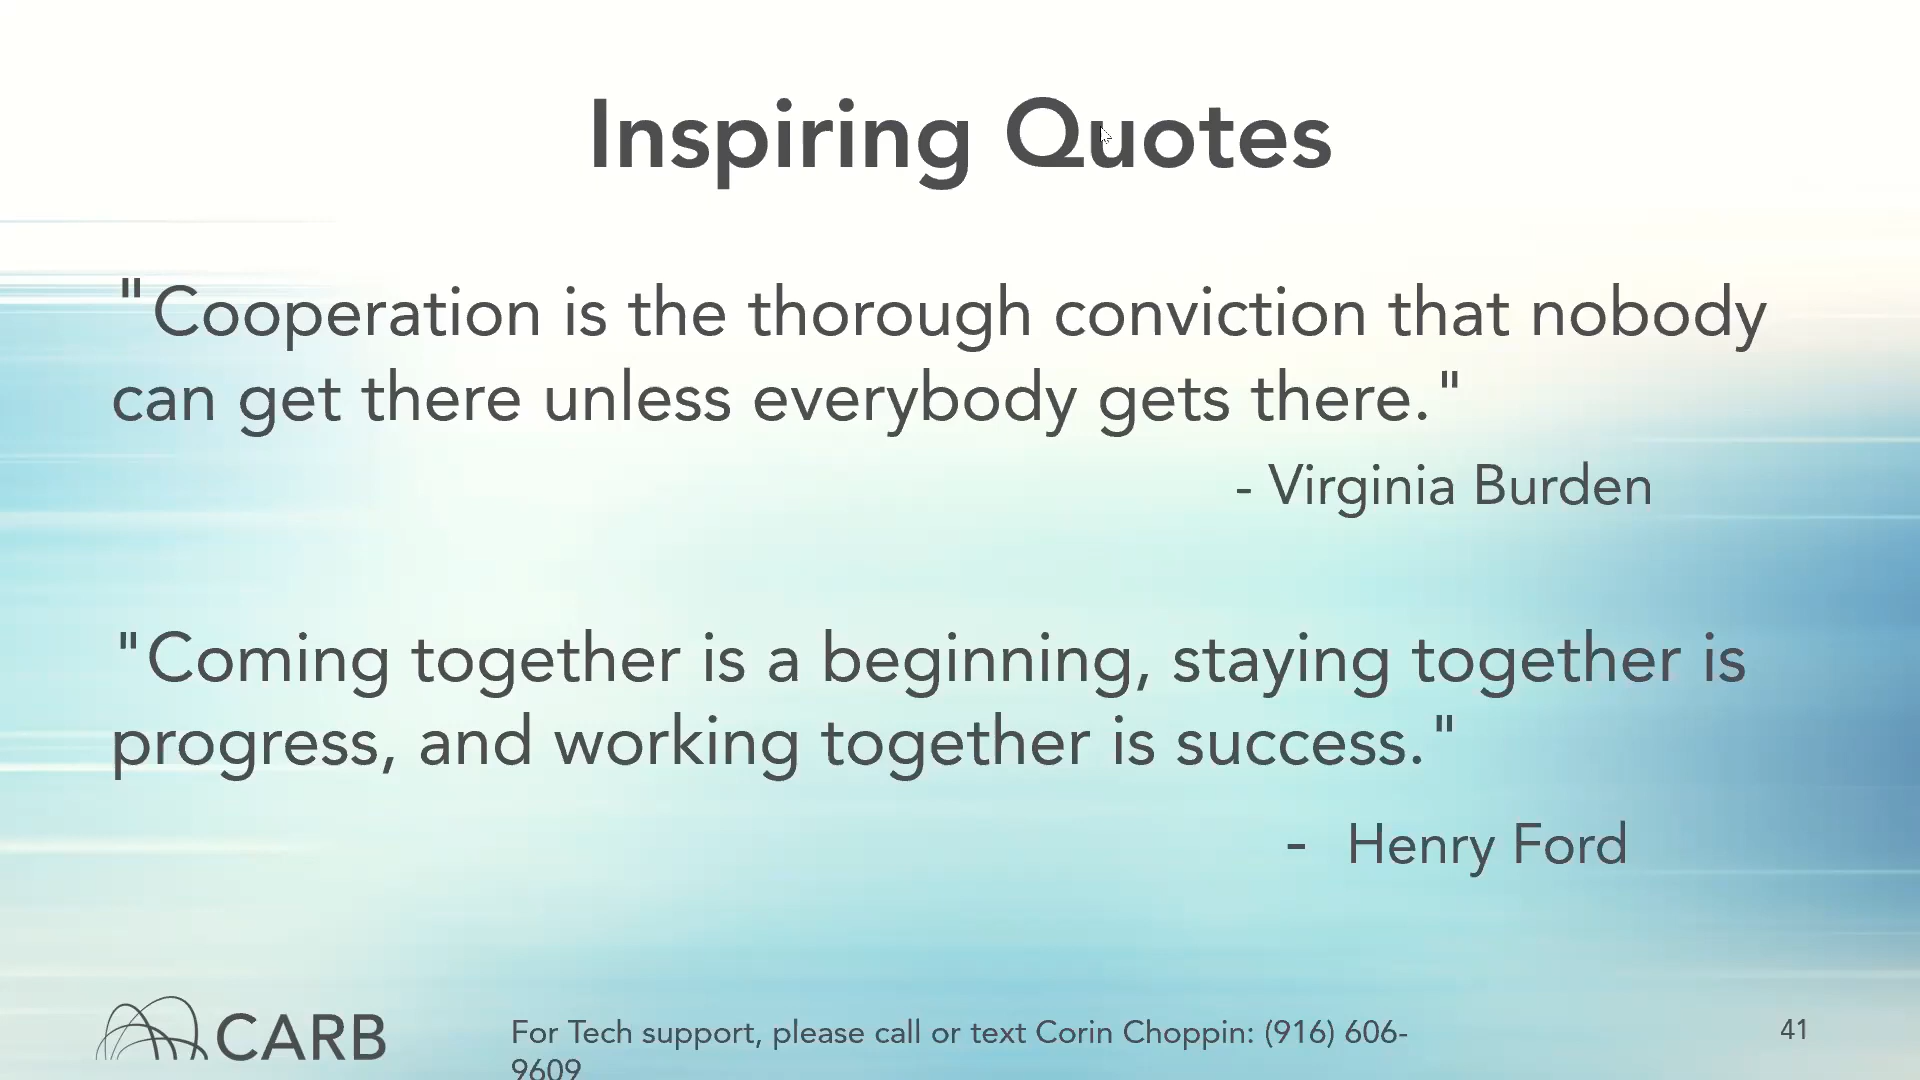 Inspiring Quotes
"Cooperation is the thorough conviction that nobody
can get there unless everybody gets there."
- Virginia Burden
"Coming together is a beginning, staying together is
progress, and working together is success."
- Henry Ford
CARB
For Tech support, please call or text Corin Choppin: (916) 606-
9609
41